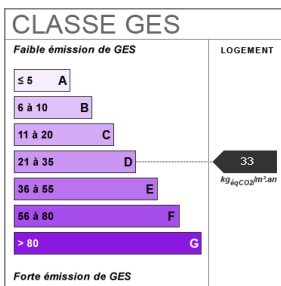 CLASSE GES
Faible émission de GES
LOGEMENT
≤ 5 A
6 à 10 B
11 à 20 C
21 à 35 D
33
kgéqCO2/m².an
36 à 55 E
56 à 80 F
> 80 G
Forte émission de GES